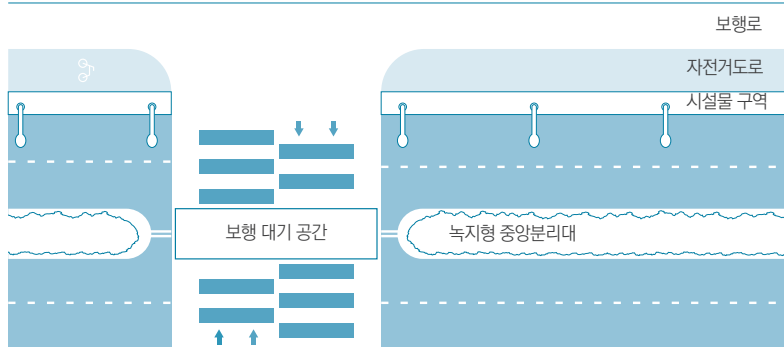 보행로
자전거도로
시설물 구역
보행 대기 공간
녹지형 중앙분리대